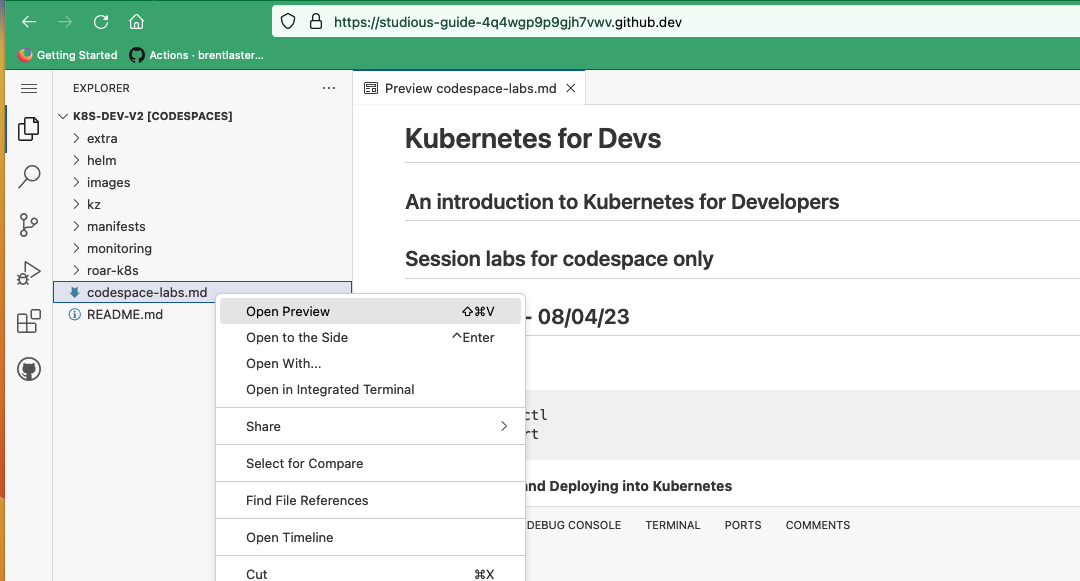 https://studious-guide-4q4wgp9p9gjh7vwv.github.dev
Getting Started
Actions · brentlaster...
EXPLORER
Preview codespace-labs.md
K8S-DEV-V2 [CODESPACES]
extra
helm
images
kz
manifests
monitoring
roar-k8s
codespace-labs.md
README.md
Kubernetes for Devs
An introduction to Kubernetes for Developers
Session labs for codespace only
- 08/04/23
Open Preview ⇧⌘V
Open to the Side ^Enter
Open With...
Open in Integrated Terminal
Share
Select for Compare
Find File References
Open Timeline
Cut ⌘X
and Deploying into Kubernetes
DEBUG CONSOLE TERMINAL PORTS COMMENTS